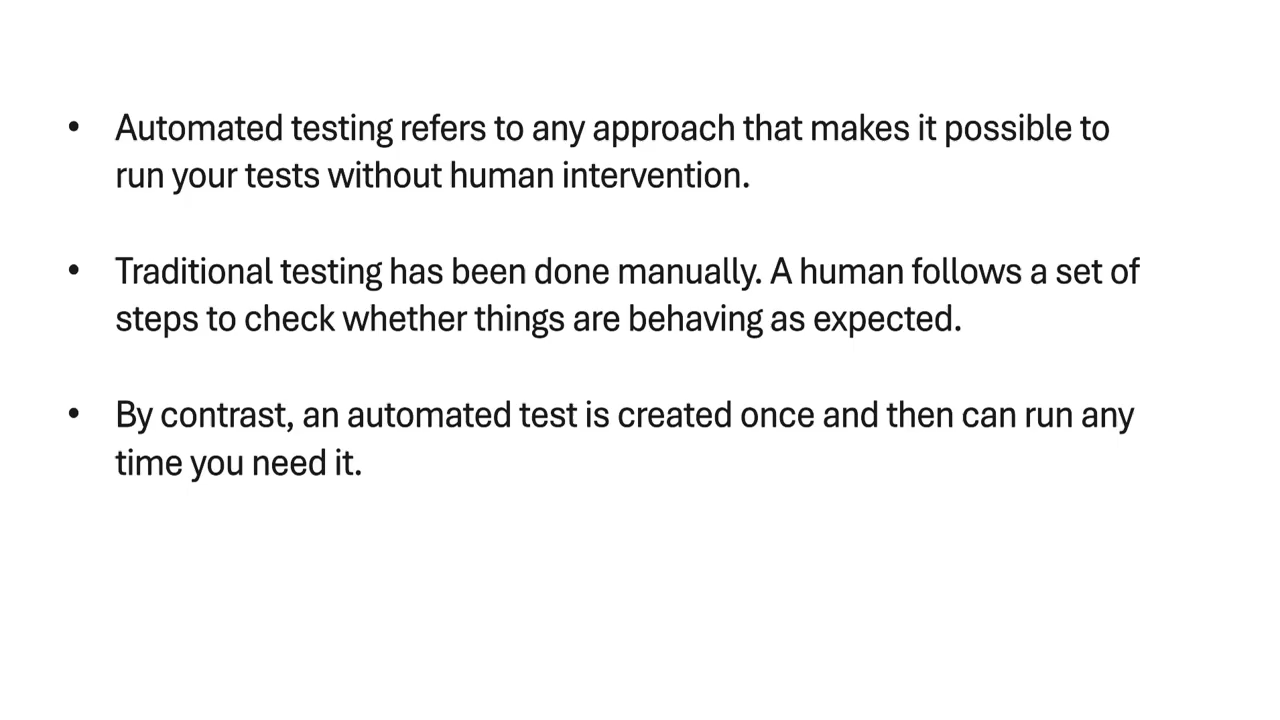 • Automated testing refers to any approach that makes it possible to
run your tests without human intervention.
• Traditional testing has been done manually. A human follows a set of
steps to check whether things are behaving as expected.
• By contrast, an automated test is created once and then can run any
time you need it.